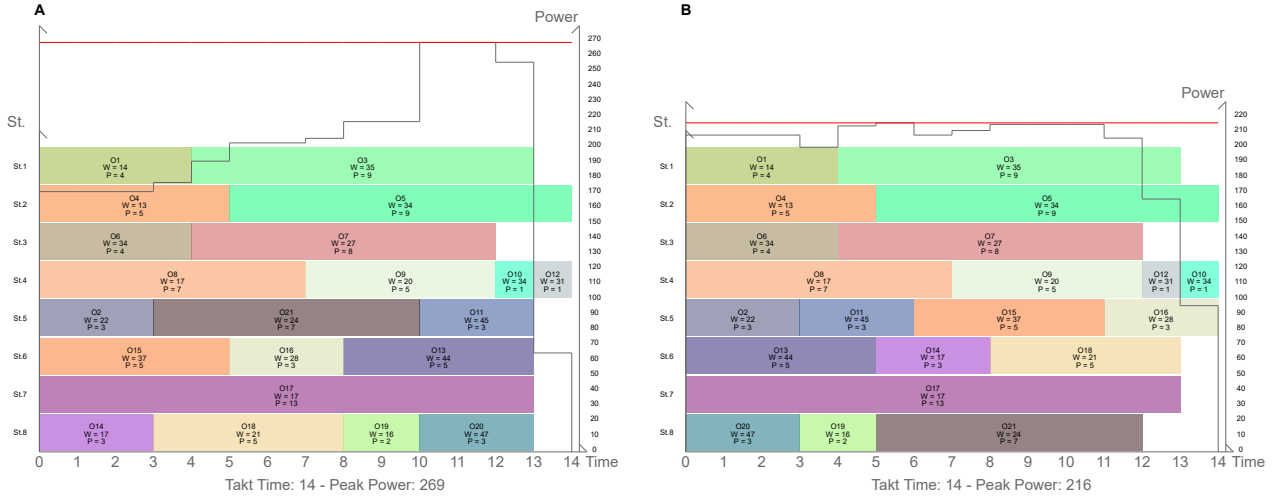 A
Power
270
260
250
240
230
220
210
200
190
180
170
160
150
140
130
120
110
100
90
80
70
60
50
40
30
20
10
0
St.
St.1
O1
W = 14
P = 4
O3
W = 35
P = 9
St.2
O4
W = 13
P = 5
O5
W = 34
P = 9
St.3
O6
W = 34
P = 4
O7
W = 27
P = 8
St.4
O8
W = 17
P = 7
O9
W = 20
P = 5
O10
W = 34
P = 1
O12
W = 31
P = 1
St.5
O2
W = 22
P = 3
O21
W = 24
P = 7
O11
W = 45
P = 3
St.6
O15
W = 37
P = 5
O16
W = 28
P = 3
O13
W = 44
P = 5
St.7
O17
W = 17
P = 13
St.8
O14
W = 17
P = 3
O18
W = 21
P = 5
O19
W = 16
P = 2
O20
W = 47
P = 3
0 1 2 3 4 5 6 7 8 9 10 11 12 13 14 Time
Takt Time: 14 - Peak Power: 269
B
Power
220
210
200
190
180
170
160
150
140
130
120
110
100
90
80
70
60
50
40
30
20
10
0
St.
St.1
O1
W = 14
P = 4
O3
W = 35
P = 9
St.2
O4
W = 13
P = 5
O5
W = 34
P = 9
St.3
O6
W = 34
P = 4
O7
W = 27
P = 8
St.4
O8
W = 17
P = 7
O9
W = 20
P = 5
O12
W = 31
P = 1
O10
W = 34
P = 1
St.5
O2
W = 22
P = 3
O11
W = 45
P = 3
O15
W = 37
P = 5
O16
W = 28
P = 3
St.6
O13
W = 44
P = 5
O14
W = 17
P = 3
O18
W = 21
P = 5
St.7
O17
W = 17
P = 13
St.8
O20
W = 47
P = 3
O19
W = 16
P = 2
O21
W = 24
P = 7
0 1 2 3 4 5 6 7 8 9 10 11 12 13 14 Time
Takt Time: 14 - Peak Power: 216